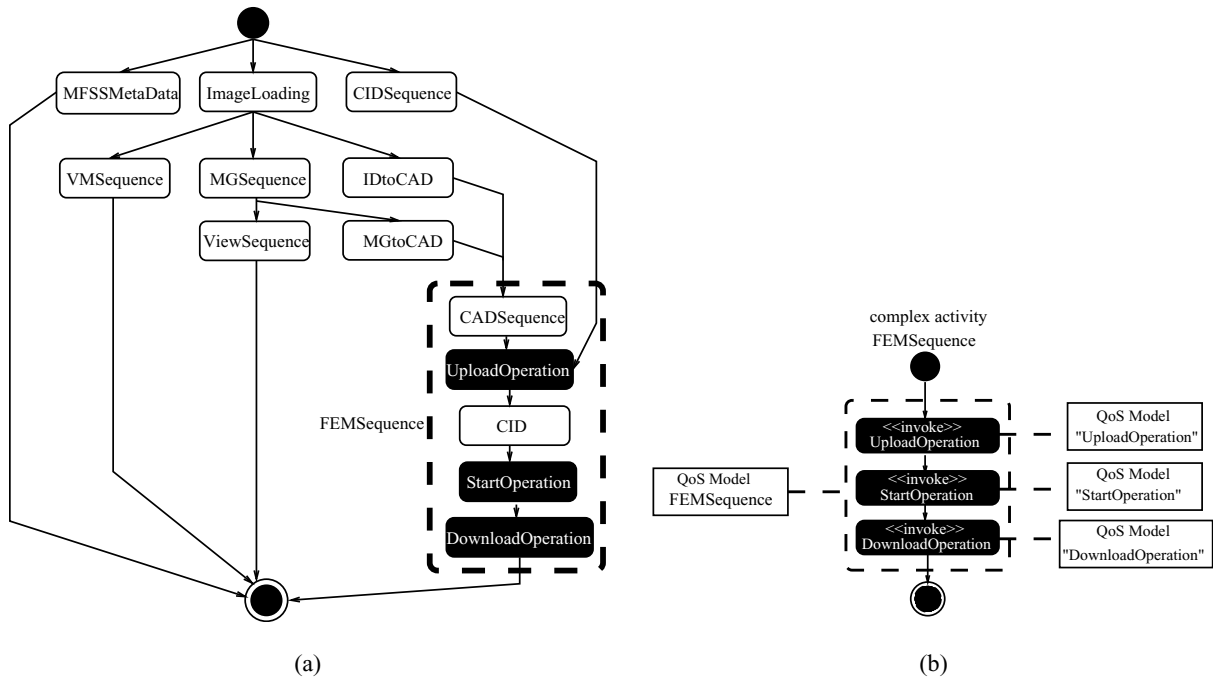 MFSSMetaData
ImageLoading
CIDSequence
VMSequence
MGSequence
IDtoCAD
ViewSequence
MGtoCAD
CADSequence
UploadOperation
FEMSequence
CID
StartOperation
DownloadOperation
(a)
complex activity
FEMSequence
<<invoke>>
UploadOperation
QoS Model
"UploadOperation"
QoS Model
FEMSequence
<<invoke>>
StartOperation
QoS Model
"StartOperation"
<<invoke>>
DownloadOperation
QoS Model
"DownloadOperation"
(b)